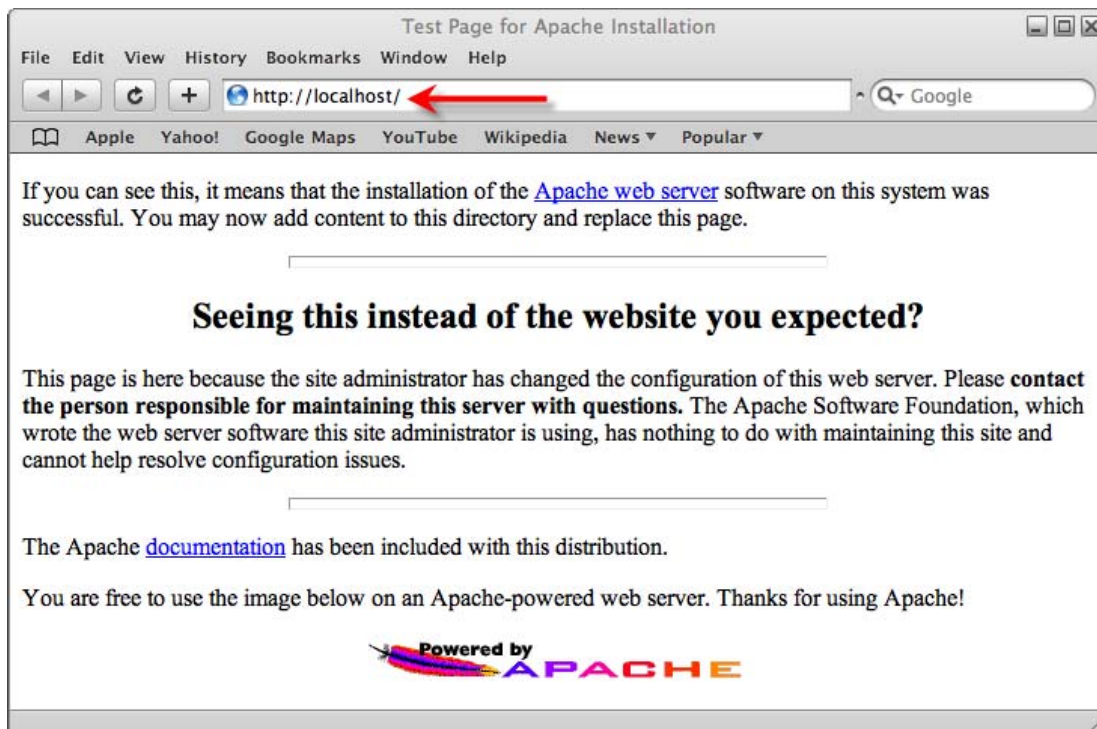 Test Page for Apache Installation
File Edit View History Bookmarks Window Help
http://localhost/
Google
Apple Yahoo! Google Maps YouTube Wikipedia News Popular
If you can see this, it means that the installation of the Apache web server software on this system was
successful. You may now add content to this directory and replace this page.
Seeing this instead of the website you expected?
This page is here because the site administrator has changed the configuration of this web server. Please contact
the person responsible for maintaining this server with questions. The Apache Software Foundation, which
wrote the web server software this site administrator is using, has nothing to do with maintaining this site and
cannot help resolve configuration issues.
The Apache documentation has been included with this distribution.
You are free to use the image below on an Apache-powered web server. Thanks for using Apache!
Powered by
APACHE